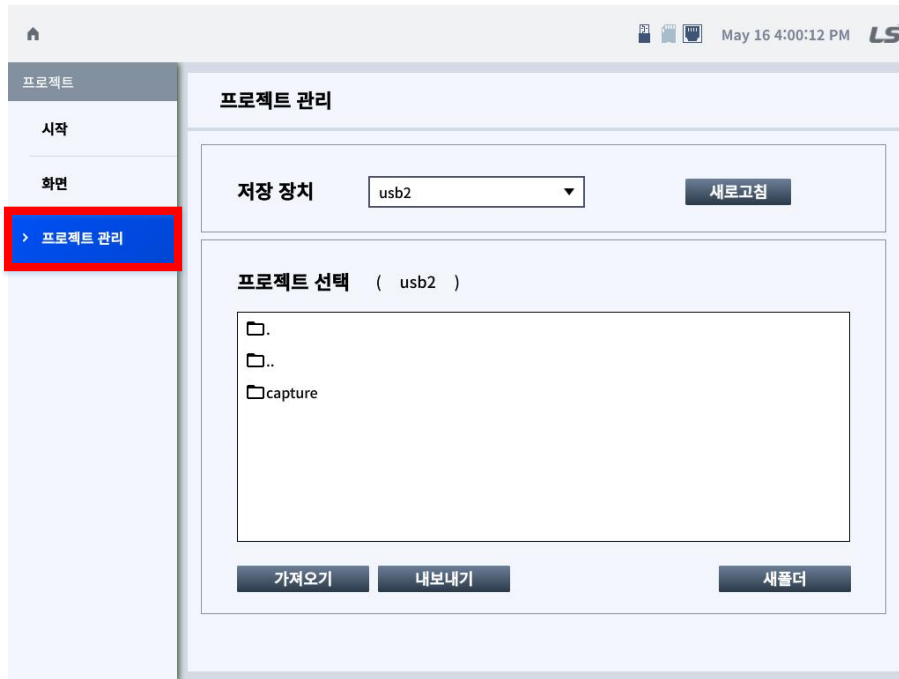 May 16 4:00:12 PM LS
프로젝트
시작
화면
> 프로젝트 관리
프로젝트 관리
저장 장치 usb2 새로고침
프로젝트 선택 ( usb2 )
.
..
capture
가져오기 내보내기 새폴더